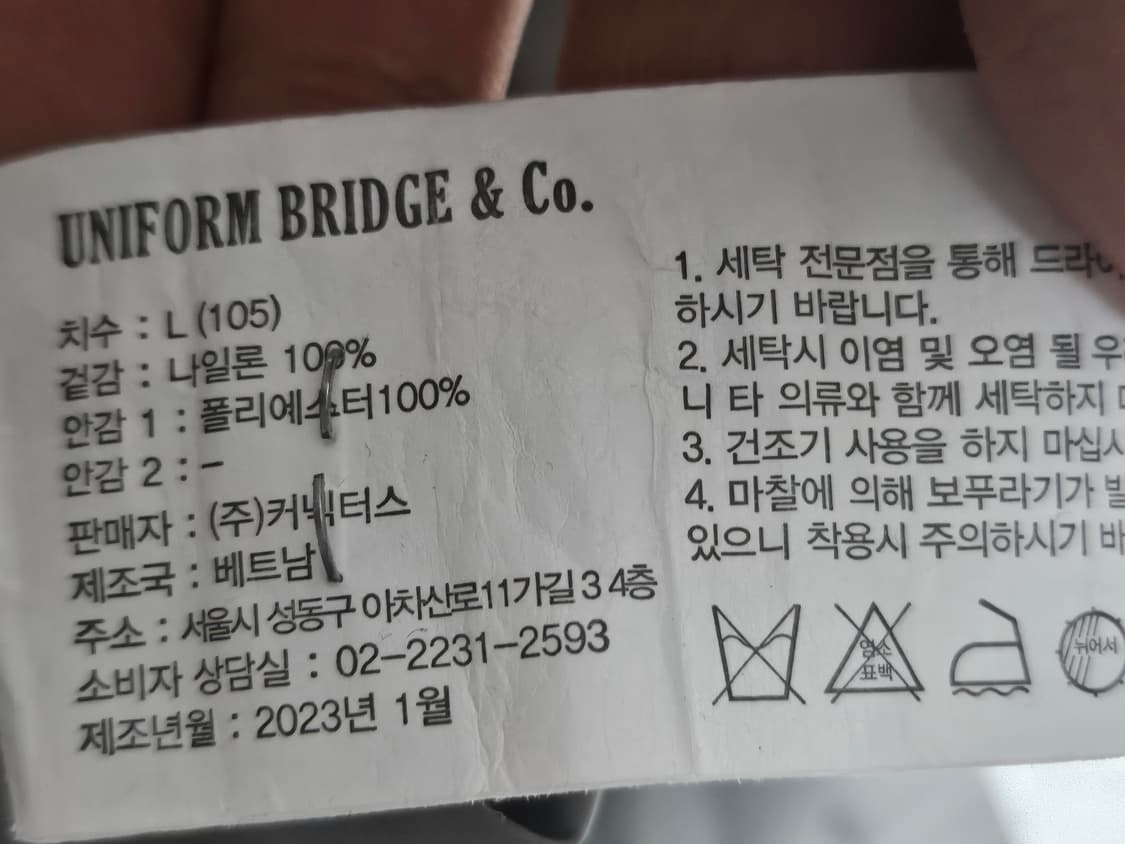 UNIFORM BRIDGE & Co.
치수 : L (105)
겉감 : 나일론 100%
안감 1 : 폴리에스터100%
안감 2 : -
판매자 : (주)커넥터스
제조국 : 베트남
주소 : 서울시 성동구 아차산로11가길 3 4층
소비자 상담실 : 02-2231-2593
제조년월 : 2023년 1월
1. 세탁 전문점을 통해
하시기 바랍니다.
2. 세탁시 이염 및 오염 될
니 타 의류와 함께 세탁하지
3. 건조기 사용을 하지
4. 마찰에 의해 보푸라기가
있으니 착용시 주의하시기
염소
표백
뉘어서